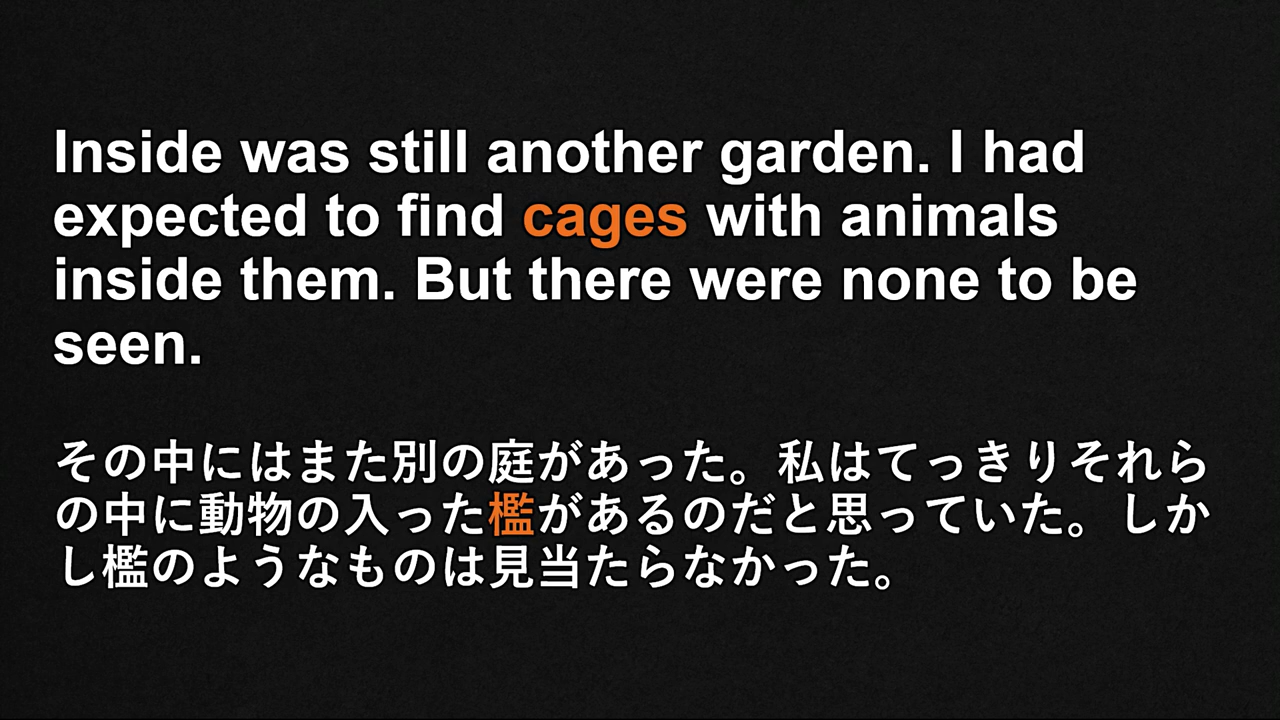 Inside was still another garden. I had
expected to find cages with animals
inside them. But there were none to be
seen.
その中にはまた別の庭があった。私はてっきりそれら
の中に動物の入った檻があるのだと思っていた。しか
し檻のようなものは見当たらなかった。